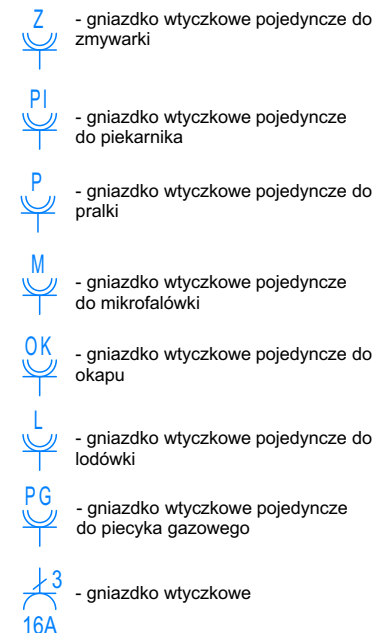 Z
- gniazdko wtyczkowe pojedyncze do
zmywarki
PI
- gniazdko wtyczkowe pojedyncze
do piekarnika
P
- gniazdko wtyczkowe pojedyncze do
pralki
M
- gniazdko wtyczkowe pojedyncze
do mikrofalówki
OK
- gniazdko wtyczkowe pojedyncze do
okapu
L
- gniazdko wtyczkowe pojedyncze do
lodówki
PG
- gniazdko wtyczkowe pojedyncze
do piecyka gazowego
3
- gniazdko wtyczkowe
16A